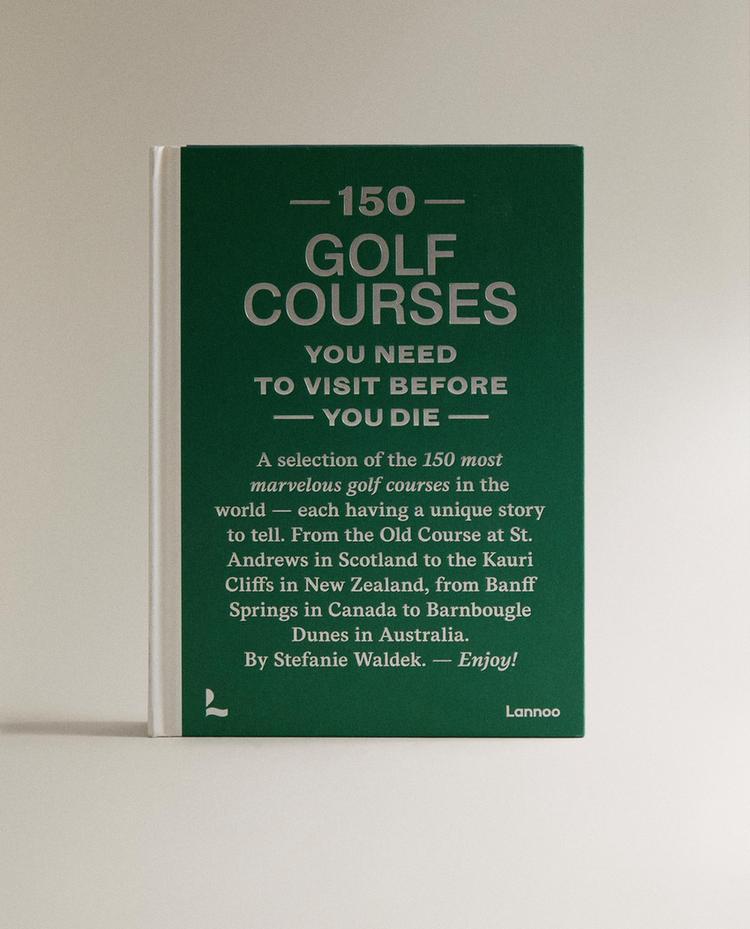 — 150 —
GOLF
COURSES
YOU NEED
TO VISIT BEFORE
— YOU DIE —
A selection of the 150 most
marvelous golf courses in the
world — each having a unique story
to tell. From the Old Course at St.
Andrews in Scotland to the Kauri
Cliffs in New Zealand, from Banff
Springs in Canada to Barnbougle
Dunes in Australia.
By Stefanie Waldek. — Enjoy!
Lannoo